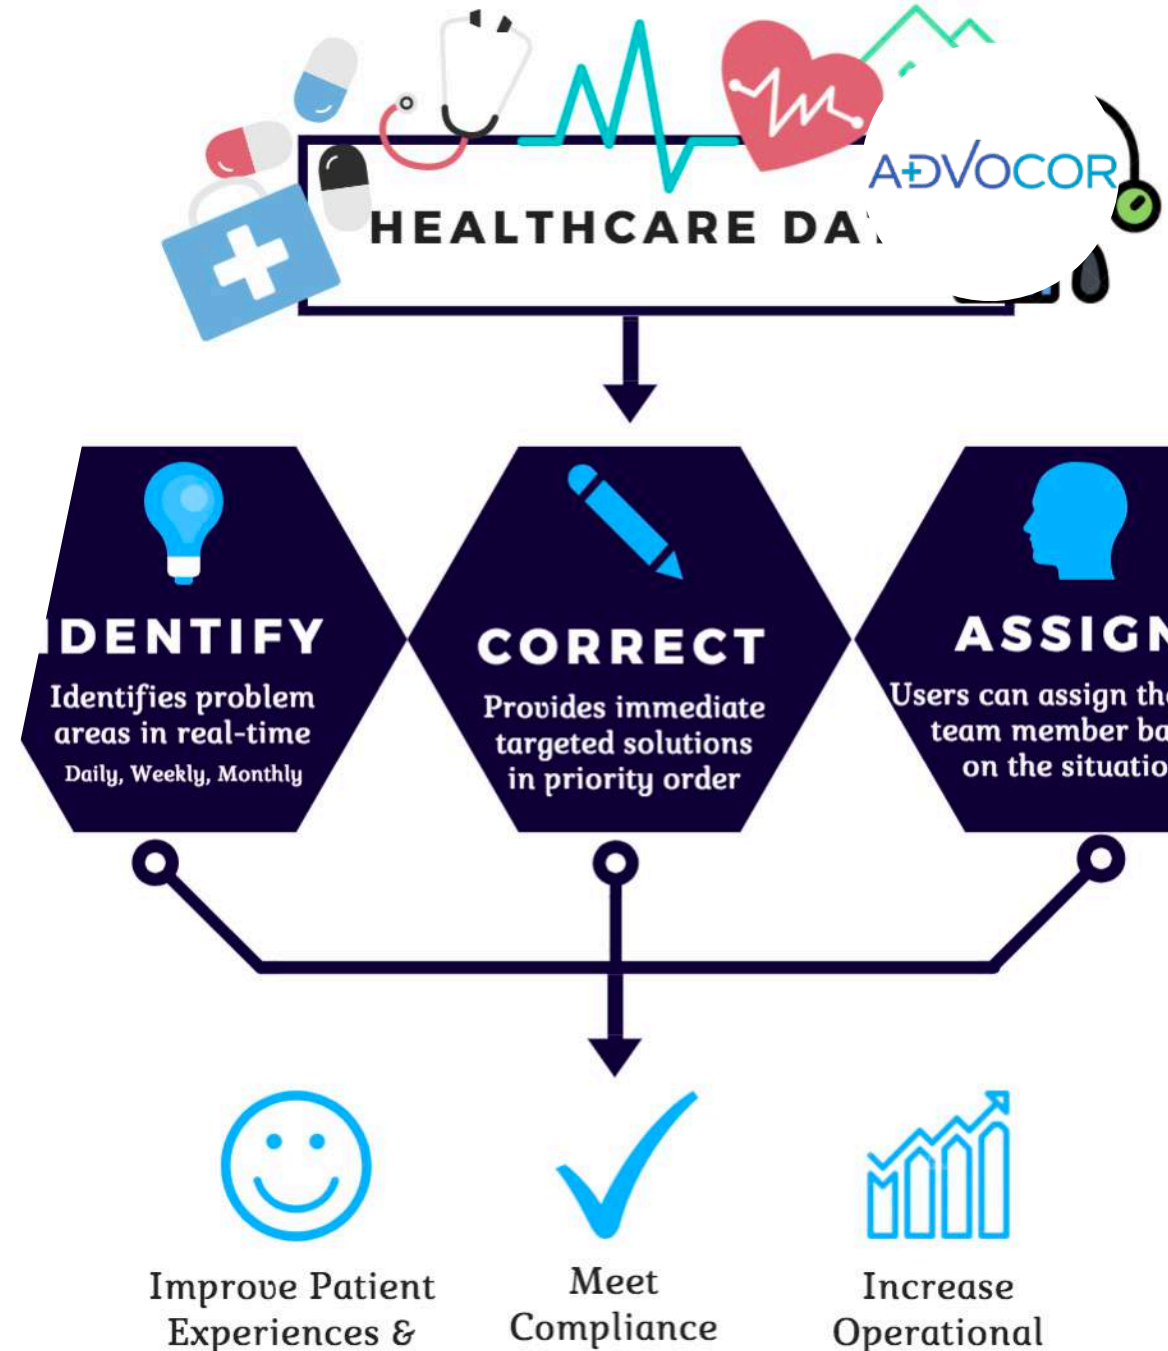 ADVOCOR
HEALTHCARE
IDENTIFY
Identifies problem
areas in real-time
Daily, Weekly, Monthly
CORRECT
Provides immediate
targeted solutions
in priority order
ASSIGN
Users can assign
team member
on the
Improve Patient
Experiences &
Meet
Compliance
Increase
Operational